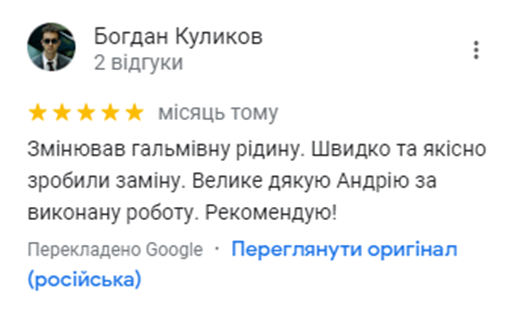 Богдан Куликов
2 відгуки
місяць тому
Змінював гальмівну рідину. Швидко та якісно
зробили заміну. Велике дякую Андрію за
виконану роботу. Рекомендую!
Перекладено Google · Переглянути оригінал
(російська)